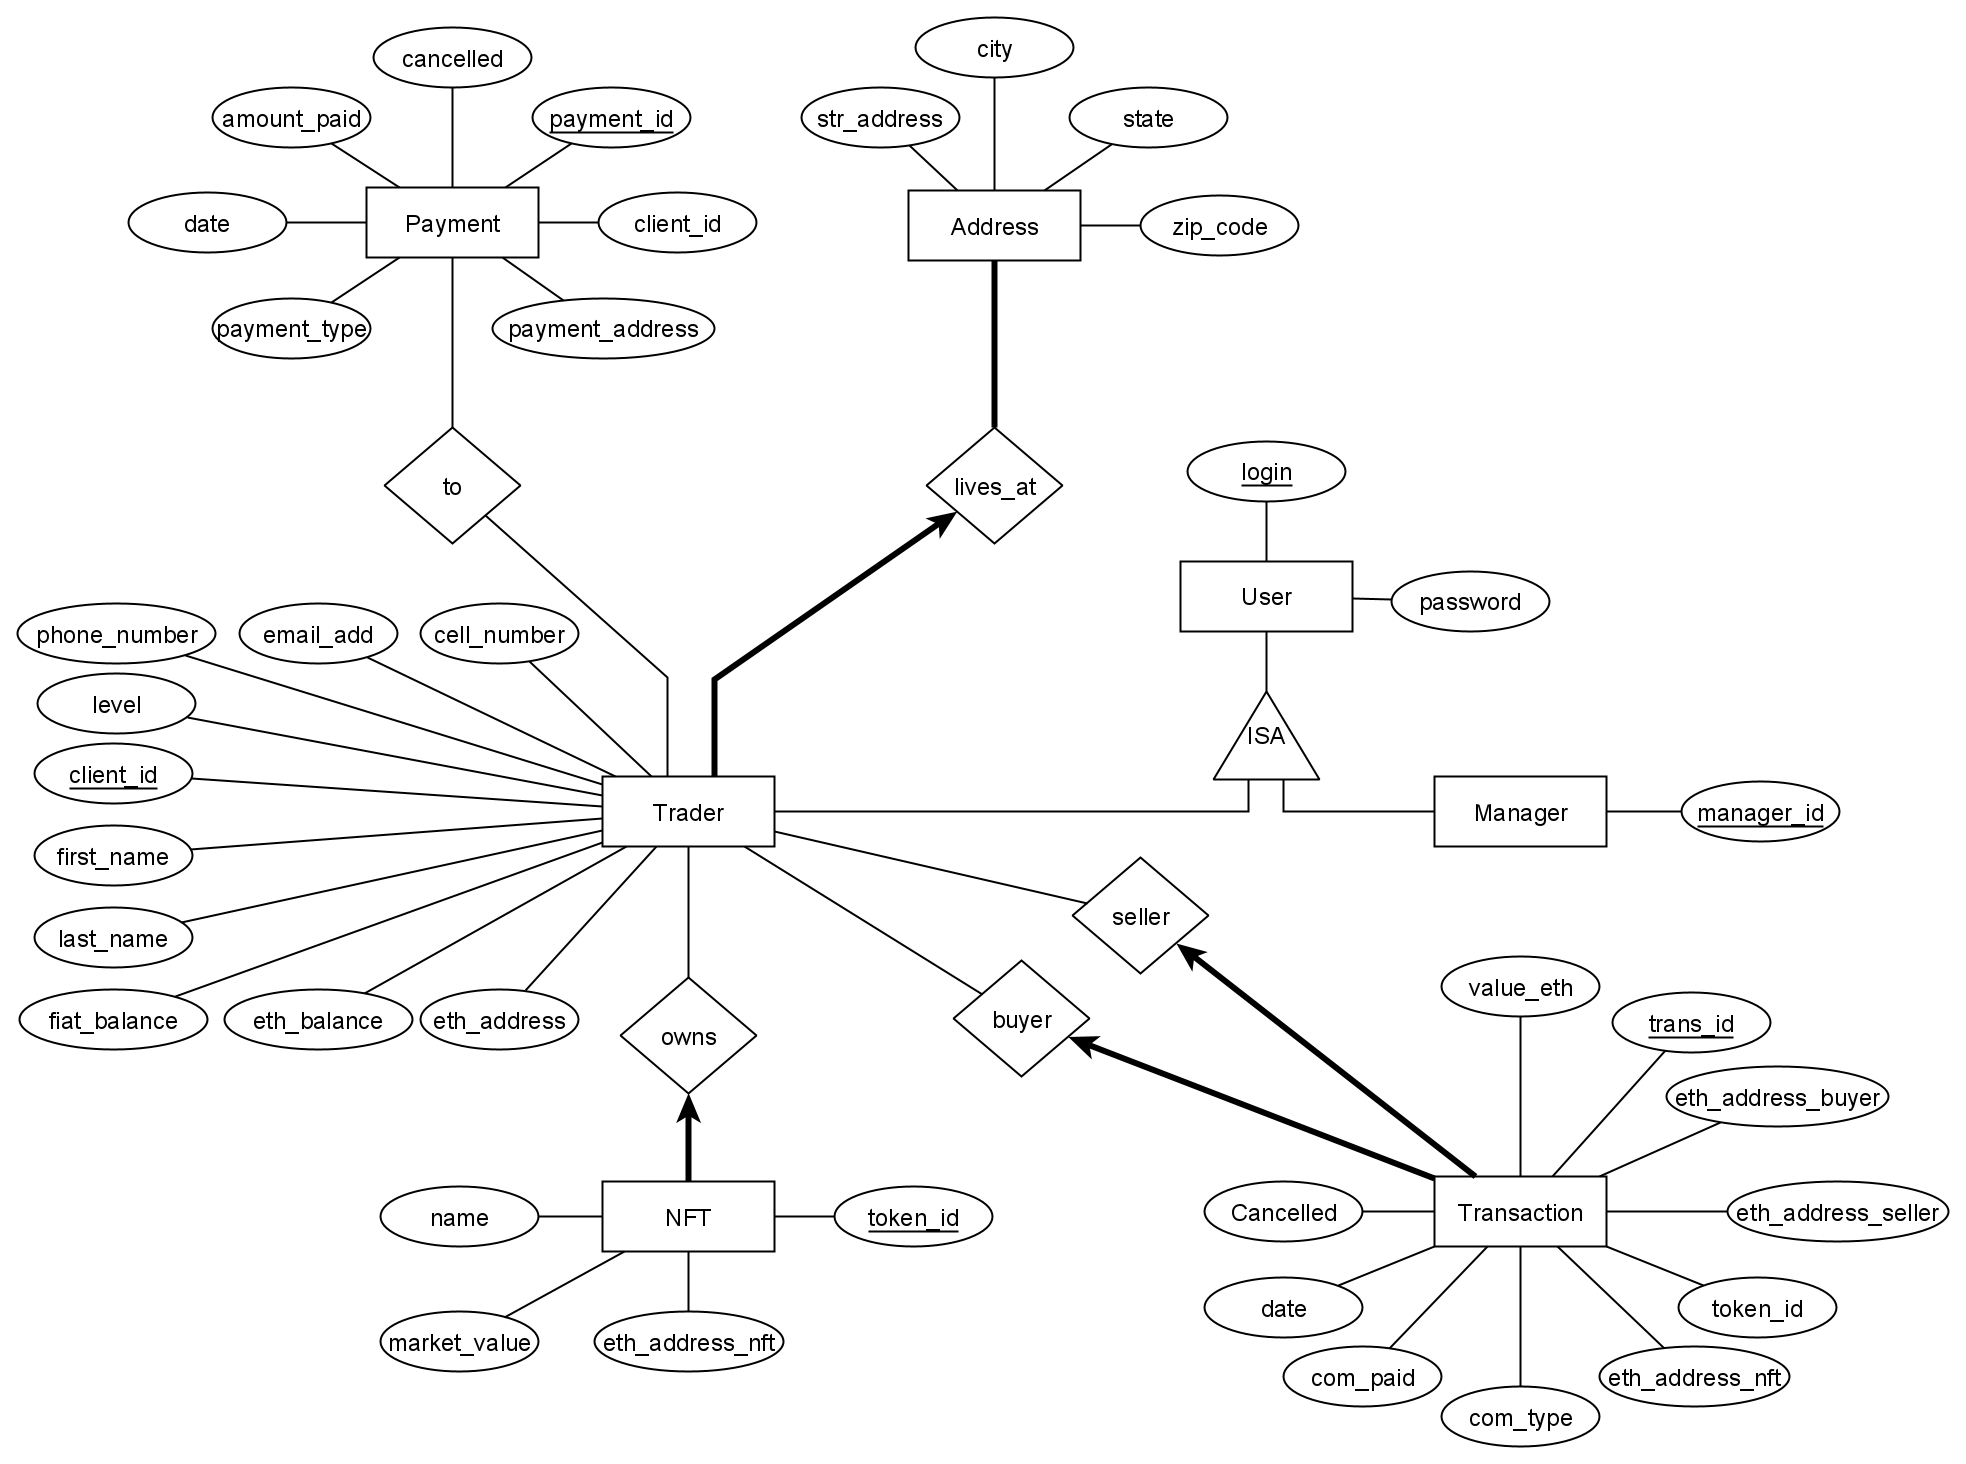 city
cancelled
amount_paid
payment_id
str_address
state
date
Payment
client_id
Address
zip_code
payment_type
payment_address
login
to
lives_at
User
password
phone_number
email_add
cell_number
level
ISA
client_id
Trader
Manager
manager_id
first_name
seller
last_name
value_eth
fiat_balance
eth_balance
eth_address
owns
buyer
trans_id
eth_address_buyer
name
NFT
token_id
Cancelled
Transaction
eth_address_seller
date
token_id
market_value
eth_address_nft
com_paid
eth_address_nft
com_type